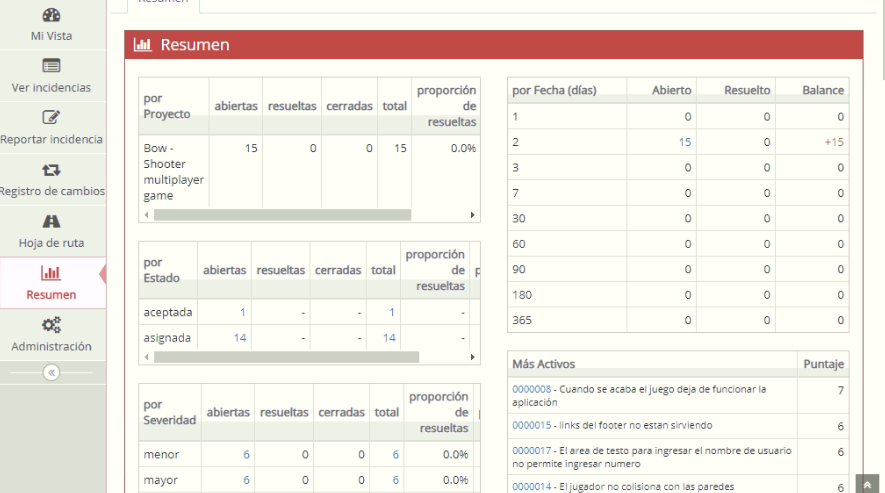 Resumen
Mi Vista
Ver incidencias
Reportar incidencia
Registro de cambios
Hoja de ruta
Resumen
Administración
Resumen
por Proyecto abiertas resueltas cerradas total proporción de resueltas
Bow - 15 0 0 15 0.0%
Shooter
multiplayer
game
por Estado abiertas resueltas cerradas total proporción de resueltas
aceptada 1 - - 1 -
asignada 14 - - 14 -
por Severidad abiertas resueltas cerradas total proporción de resueltas
menor 6 0 0 6 0.0%
mayor 6 0 0 6 0.0%
por Fecha (días) Abierto Resuelto Balance
1 0 0 0
2 15 0 +15
3 0 0 0
7 0 0 0
30 0 0 0
60 0 0 0
90 0 0 0
180 0 0 0
365 0 0 0
Más Activos Puntaje
0000008 - Cuando se acaba el juego deja de funcionar la 7
aplicación
0000015 - links del footer no estan sirviendo 6
0000017 - El area de testo para ingresar el nombre de usuario 6
no permite ingresar numero
0000014 - El jugador no colisiona con las paredes 6